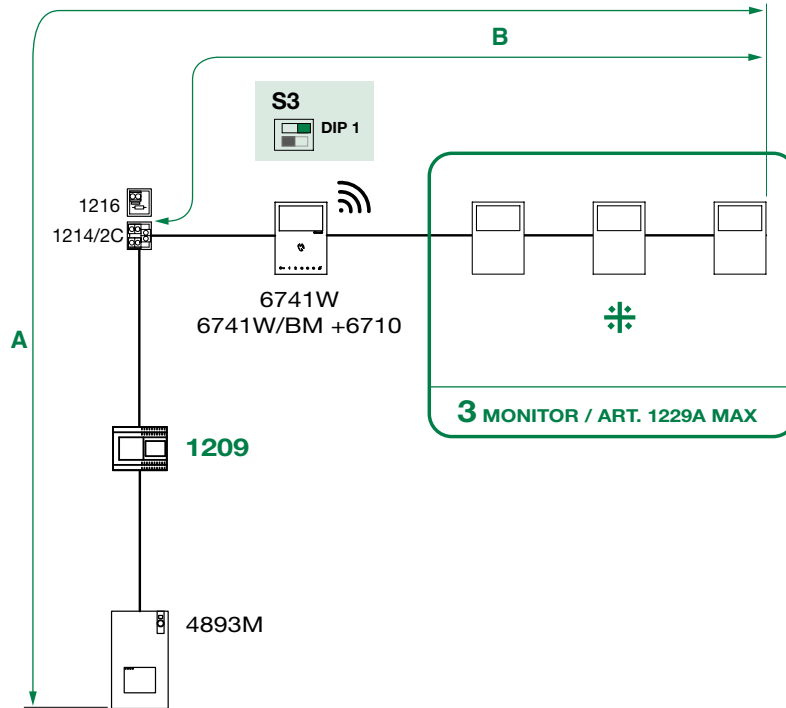 B
S3
DIP 1
1216
1214/2C
6741W
6741W/BM +6710
A
3 MONITOR / ART. 1229A MAX
1209
4893M